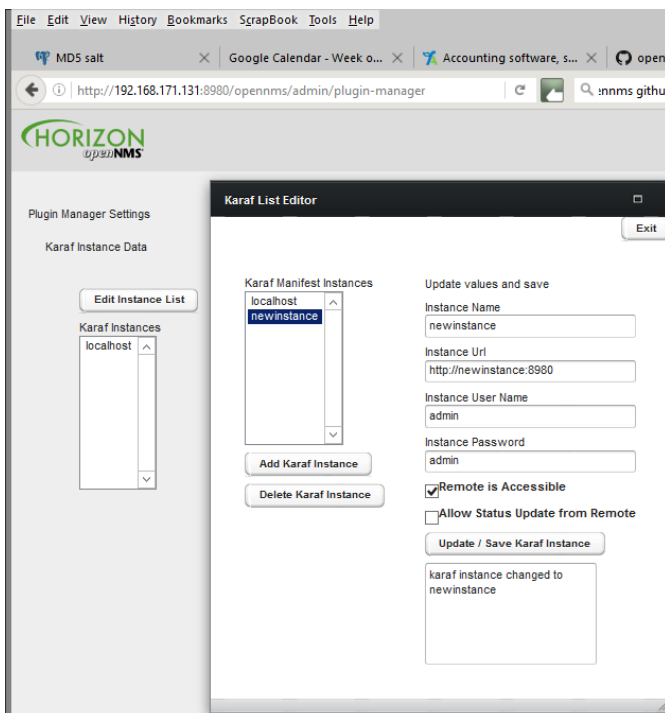 File Edit View History Bookmarks ScrapBook Tools Help
MD5 salt
Google Calendar - Week o...
Accounting software, s...
open
http://192.168.171.131:8980/opennms/admin/plugin-manager
nnms githu
HORIZON
openNMS
Plugin Manager Settings
Karaf Instance Data
Edit Instance List
Karaf Instances
localhost
Karaf List Editor
Exit
Karaf Manifest Instances
localhost
newinstance
Add Karaf Instance
Delete Karaf Instance
Update values and save
Instance Name
newinstance
Instance Url
http://newinstance:8980
Instance User Name
admin
Instance Password
admin
Remote is Accessible
Allow Status Update from Remote
Update / Save Karaf Instance
karaf instance changed to
newinstance